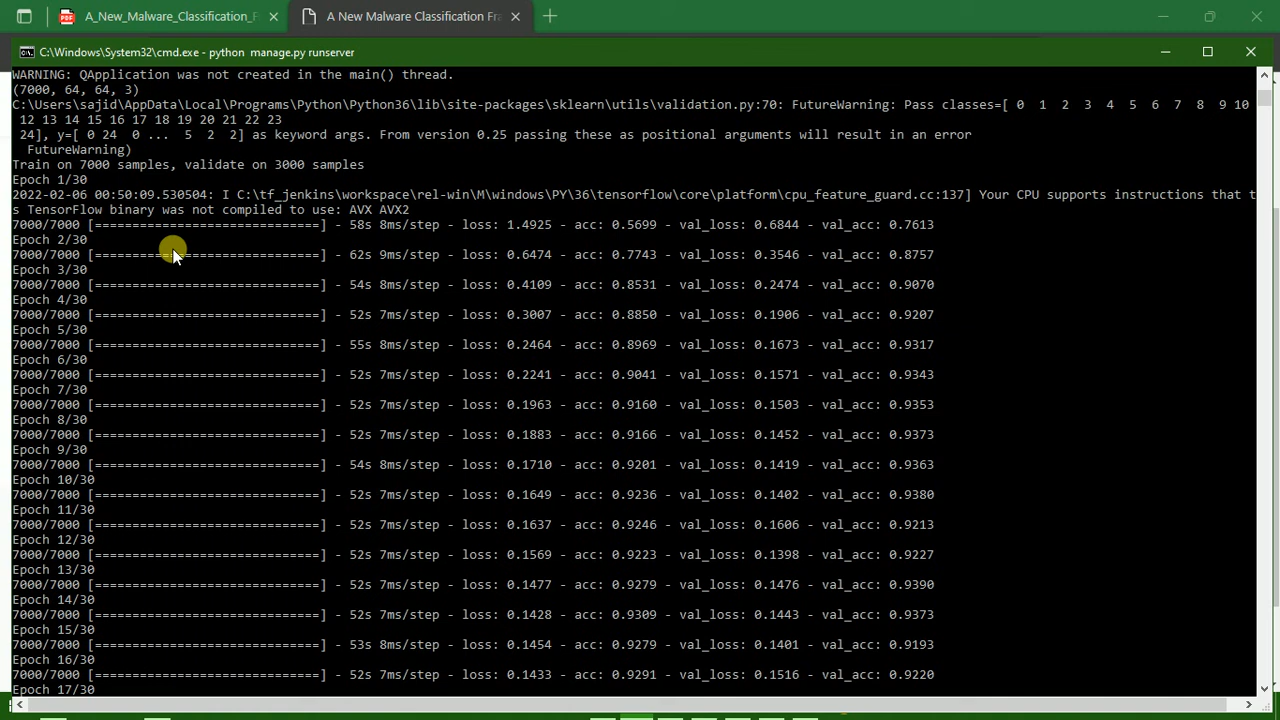 A_New_Malware_Classification_F
A New Malware Classification Fra
C:\Windows\System32\cmd.exe - python  manage.py runserver
WARNING: QApplication was not created in the main() thread.
(7000, 64, 64, 3)
C:\Users\sajid\AppData\Local\Programs\Python\Python36\lib\site-packages\sklearn\utils\validation.py:70: FutureWarning: Pass classes=[ 0  1  2  3  4  5  6  7  8  9 10
 12 13 14 15 16 17 18 19 20 21 22 23
 24], y=[ 0 24  0 ...  5  2  2] as keyword args. From version 0.25 passing these as positional arguments will result in an error
  FutureWarning)
Train on 7000 samples, validate on 3000 samples
Epoch 1/30
2022-02-06 00:50:09.530504: I C:\tf_jenkins\workspace\rel-win\M\windows\PY\36\tensorflow\core\platform\cpu_feature_guard.cc:137] Your CPU supports instructions that t
s TensorFlow binary was not compiled to use: AVX AVX2
7000/7000 [==============================] - 58s 8ms/step - loss: 1.4925 - acc: 0.5699 - val_loss: 0.6844 - val_acc: 0.7613
Epoch 2/30
7000/7000 [==============================] - 62s 9ms/step - loss: 0.6474 - acc: 0.7743 - val_loss: 0.3546 - val_acc: 0.8757
Epoch 3/30
7000/7000 [==============================] - 54s 8ms/step - loss: 0.4109 - acc: 0.8531 - val_loss: 0.2474 - val_acc: 0.9070
Epoch 4/30
7000/7000 [==============================] - 52s 7ms/step - loss: 0.3007 - acc: 0.8850 - val_loss: 0.1906 - val_acc: 0.9207
Epoch 5/30
7000/7000 [==============================] - 55s 8ms/step - loss: 0.2464 - acc: 0.8969 - val_loss: 0.1673 - val_acc: 0.9317
Epoch 6/30
7000/7000 [==============================] - 52s 7ms/step - loss: 0.2241 - acc: 0.9041 - val_loss: 0.1571 - val_acc: 0.9343
Epoch 7/30
7000/7000 [==============================] - 52s 7ms/step - loss: 0.1963 - acc: 0.9160 - val_loss: 0.1503 - val_acc: 0.9353
Epoch 8/30
7000/7000 [==============================] - 52s 7ms/step - loss: 0.1883 - acc: 0.9166 - val_loss: 0.1452 - val_acc: 0.9373
Epoch 9/30
7000/7000 [==============================] - 54s 8ms/step - loss: 0.1710 - acc: 0.9201 - val_loss: 0.1419 - val_acc: 0.9363
Epoch 10/30
7000/7000 [==============================] - 52s 7ms/step - loss: 0.1649 - acc: 0.9236 - val_loss: 0.1402 - val_acc: 0.9380
Epoch 11/30
7000/7000 [==============================] - 52s 7ms/step - loss: 0.1637 - acc: 0.9246 - val_loss: 0.1606 - val_acc: 0.9213
Epoch 12/30
7000/7000 [==============================] - 52s 7ms/step - loss: 0.1569 - acc: 0.9223 - val_loss: 0.1398 - val_acc: 0.9227
Epoch 13/30
7000/7000 [==============================] - 52s 7ms/step - loss: 0.1477 - acc: 0.9279 - val_loss: 0.1476 - val_acc: 0.9390
Epoch 14/30
7000/7000 [==============================] - 52s 7ms/step - loss: 0.1428 - acc: 0.9309 - val_loss: 0.1443 - val_acc: 0.9373
Epoch 15/30
7000/7000 [==============================] - 53s 8ms/step - loss: 0.1454 - acc: 0.9279 - val_loss: 0.1401 - val_acc: 0.9193
Epoch 16/30
7000/7000 [==============================] - 52s 7ms/step - loss: 0.1433 - acc: 0.9291 - val_loss: 0.1516 - val_acc: 0.9220
Epoch 17/30